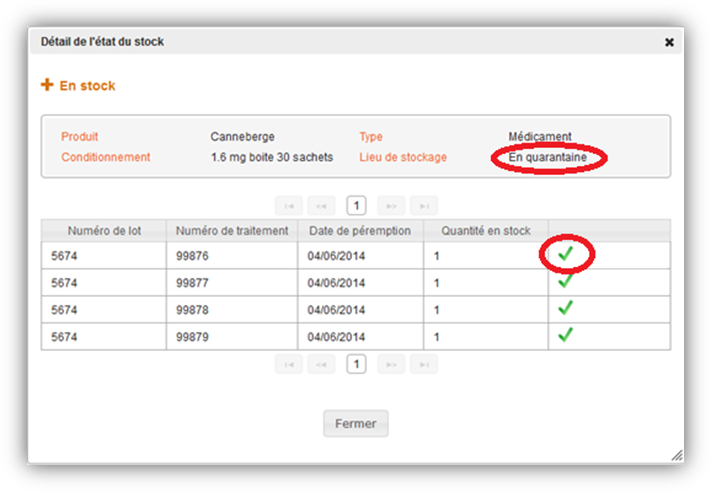 Détail de l'état du stock
En stock
Produit Canneberge Type Médicament
Conditionnement 1.6 mg boite 30 sachets Lieu de stockage En quarantaine
1
Numéro de lot Numéro de traitement Date de péremption Quantité en stock
5674 99876 04/06/2014 1
5674 99877 04/06/2014 1
5674 99878 04/06/2014 1
5674 99879 04/06/2014 1
1
Fermer